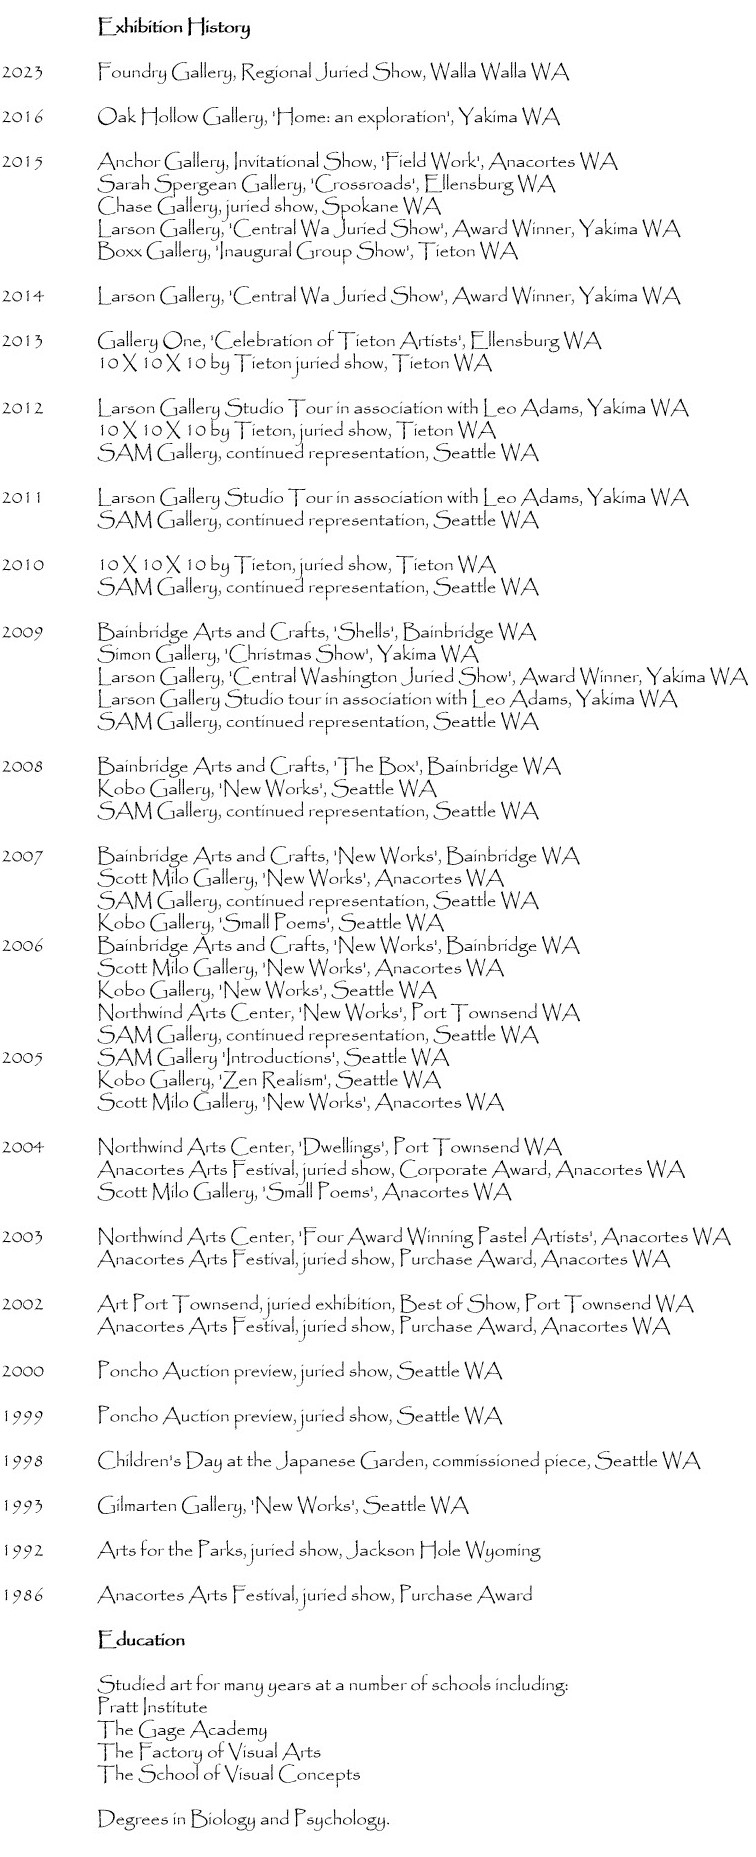 Exhibition History
2023 Foundry Gallery, Regional Juried Show, Walla Walla WA
2016 Oak Hollow Gallery, 'Home: an exploration', Yakima WA
2015 Anchor Gallery, Invitational Show, 'Field Work', Anacortes WA
Sarah Spergean Gallery, 'Crossroads', Ellensburg WA
Chase Gallery, juried show, Spokane WA
Larson Gallery, 'Central Wa Juried Show', Award Winner, Yakima WA
Boxx Gallery, 'Inaugural Group Show', Tieton WA
2014 Larson Gallery, 'Central Wa Juried Show', Award Winner, Yakima WA
2013 Gallery One, 'Celebration of Tieton Artists', Ellensburg WA
10 X 10 X 10 by Tieton juried show, Tieton WA
2012 Larson Gallery Studio Tour in association with Leo Adams, Yakima WA
10 X 10 X 10 by Tieton, juried show, Tieton WA
SAM Gallery, continued representation, Seattle WA
2011 Larson Gallery Studio Tour in association with Leo Adams, Yakima WA
SAM Gallery, continued representation, Seattle WA
2010 10 X 10 X 10 by Tieton, juried show, Tieton WA
SAM Gallery, continued representation, Seattle WA
2009 Bainbridge Arts and Crafts, 'Shells', Bainbridge WA
Simon Gallery, 'Christmas Show', Yakima WA
Larson Gallery, 'Central Washington Juried Show', Award Winner, Yakima WA
Larson Gallery Studio tour in association with Leo Adams, Yakima WA
SAM Gallery, continued representation, Seattle WA
2008 Bainbridge Arts and Crafts, 'The Box', Bainbridge WA
Kobo Gallery, 'New Works', Seattle WA
SAM Gallery, continued representation, Seattle WA
2007 Bainbridge Arts and Crafts, 'New Works', Bainbridge WA
Scott Milo Gallery, 'New Works', Anacortes WA
SAM Gallery, continued representation, Seattle WA
Kobo Gallery, 'Small Poems', Seattle WA
2006 Bainbridge Arts and Crafts, 'New Works', Bainbridge WA
Scott Milo Gallery, 'New Works', Anacortes WA
Kobo Gallery, 'New Works', Seattle WA
Northwind Arts Center, 'New Works', Port Townsend WA
SAM Gallery, continued representation, Seattle WA
2005 SAM Gallery 'Introductions', Seattle WA
Kobo Gallery, 'Zen Realism', Seattle WA
Scott Milo Gallery, 'New Works', Anacortes WA
2004 Northwind Arts Center, 'Dwellings', Port Townsend WA
Anacortes Arts Festival, juried show, Corporate Award, Anacortes WA
Scott Milo Gallery, 'Small Poems', Anacortes WA
2003 Northwind Arts Center, 'Four Award Winning Pastel Artists', Anacortes WA
Anacortes Arts Festival, juried show, Purchase Award, Anacortes WA
2002 Art Port Townsend, juried exhibition, Best of Show, Port Townsend WA
Anacortes Arts Festival, juried show, Purchase Award, Anacortes WA
2000 Poncho Auction preview, juried show, Seattle WA
1999 Poncho Auction preview, juried show, Seattle WA
1998 Children's Day at the Japanese Garden, commissioned piece, Seattle WA
1993 Gilmarten Gallery, 'New Works', Seattle WA
1992 Arts for the Parks, juried show, Jackson Hole Wyoming
1986 Anacortes Arts Festival, juried show, Purchase Award
Education
Studied art for many years at a number of schools including:
Pratt Institute
The Gage Academy
The Factory of Visual Arts
The School of Visual Concepts
Degrees in Biology and Psychology.